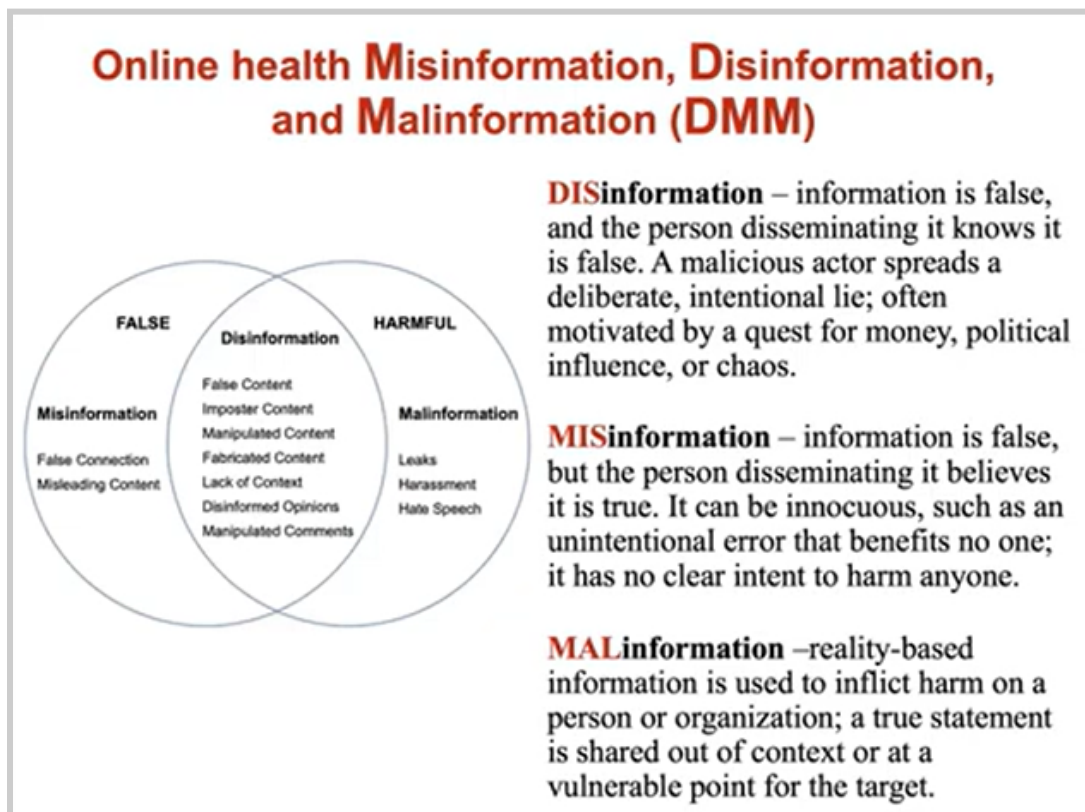 Online health Misinformation, Disinformation,
and Malinformation (DMM)
FALSE
HARMFUL
Disinformation
False Content
Imposter Content
Manipulated Content
Fabricated Content
Lack of Context
Disinformed Opinions
Manipulated Comments
Misinformation
False Connection
Misleading Content
Malinformation
Leaks
Harassment
Hate Speech
DISinformation – information is false,
and the person disseminating it knows it
is false. A malicious actor spreads a
deliberate, intentional lie; often
motivated by a quest for money, political
influence, or chaos.
MISinformation – information is false,
but the person disseminating it believes
it is true. It can be innocuous, such as an
unintentional error that benefits no one;
it has no clear intent to harm anyone.
MALinformation –reality-based
information is used to inflict harm on a
person or organization; a true statement
is shared out of context or at a
vulnerable point for the target.